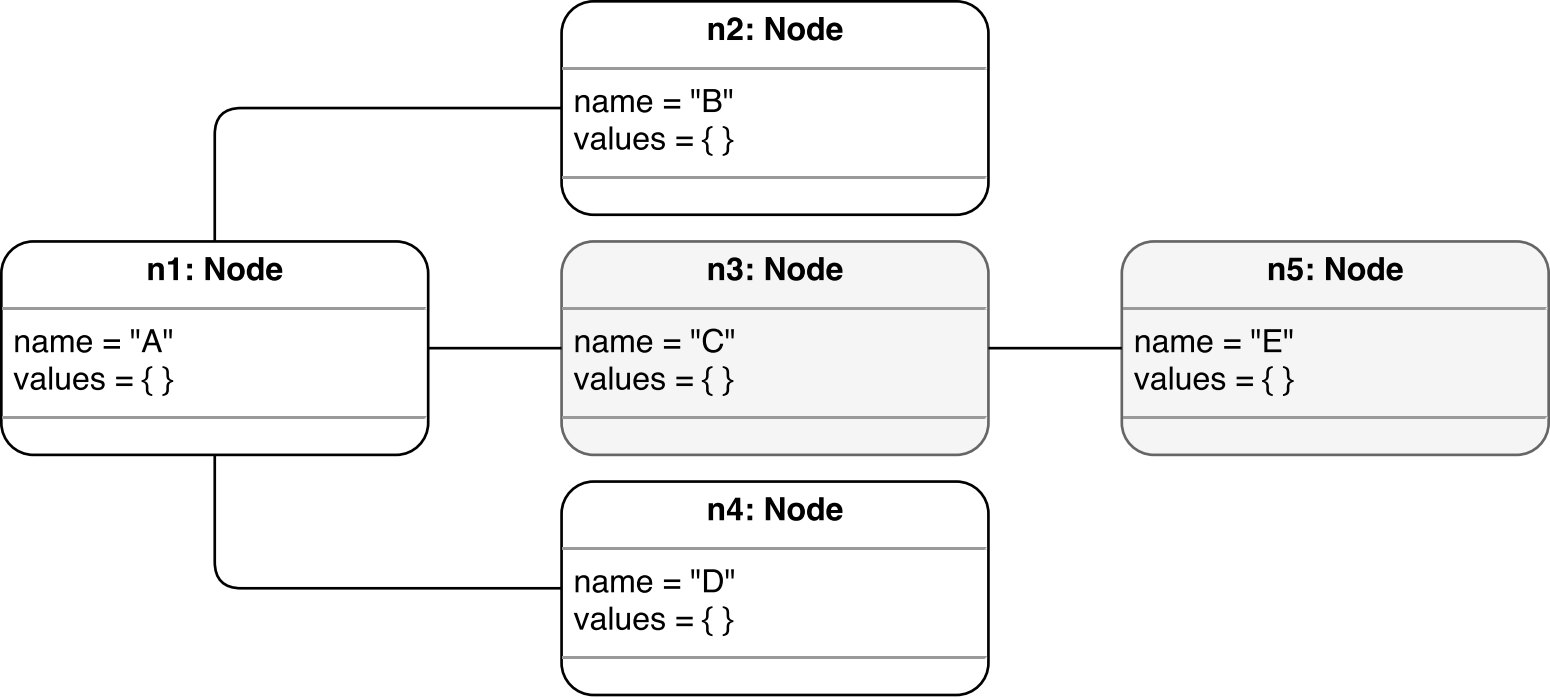 n2: Node
name = "B"
values = { }
n1: Node
name = "A"
values = { }
n3: Node
name = "C"
values = { }
n5: Node
name = "E"
values = { }
n4: Node
name = "D"
values = { }